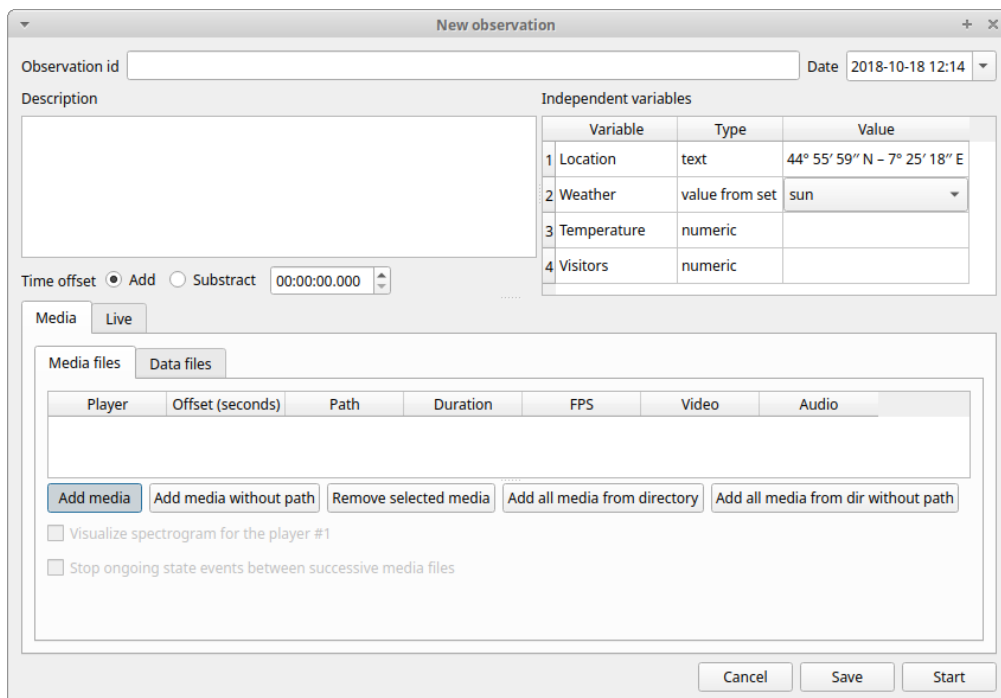 New observation
Observation id
Date 2018-10-18 12:14
Description
Independent variables
Variable Type Value
1 Location text 44° 55′ 59″ N – 7° 25′ 18″ E
2 Weather value from set sun
3 Temperature numeric
4 Visitors numeric
Time offset Add Substract 00:00:00.000
Media Live
Media files Data files
Player Offset (seconds) Path Duration FPS Video Audio
Add media Add media without path Remove selected media Add all media from directory Add all media from dir without path
Visualize spectrogram for the player #1
Stop ongoing state events between successive media files
Cancel Save Start